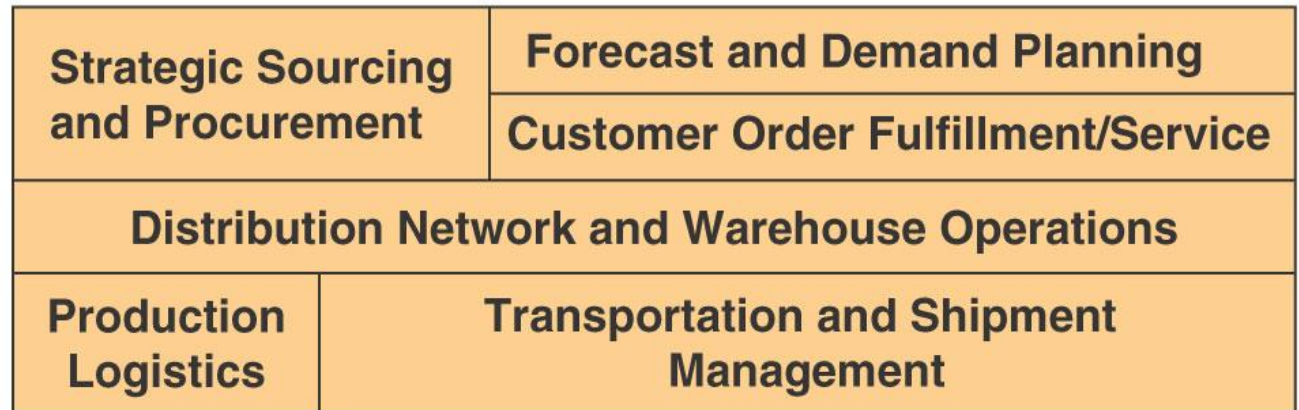 Strategic Sourcing
and Procurement
Forecast and Demand Planning
Customer Order Fulfillment/Service
Distribution Network and Warehouse Operations
Production
Logistics
Transportation and Shipment
Management